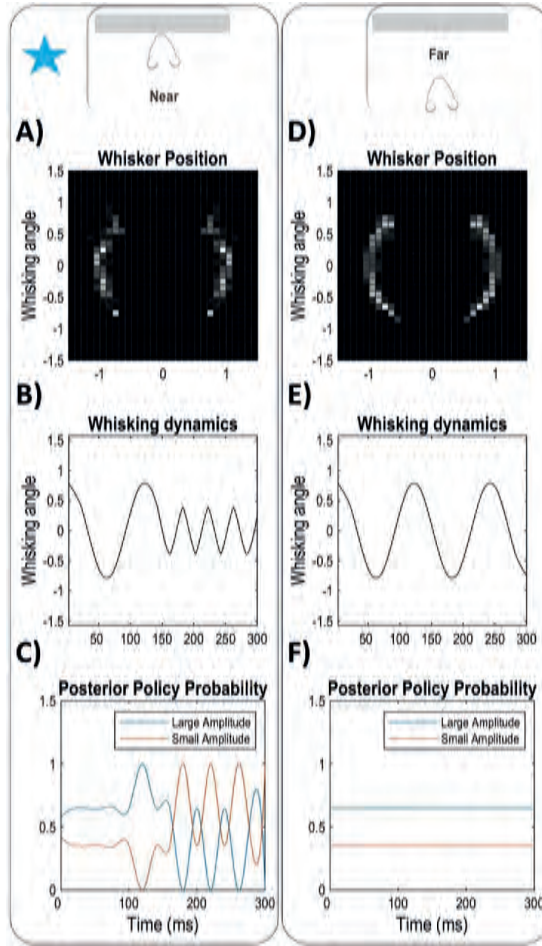 Near
A)
Whisker Position
Whisking angle
1.5
1
0.5
0
-0.5
-1
-1.5
-1 0 1
B)
Whisking dynamics
Whisking angle
1.5
1
0.5
0
-0.5
-1
-1.5
50 100 150 200 250 300
C)
Posterior Policy Probability
Large Amplitude
Small Amplitude
1.5
1
0.5
0
0 100 200 300
Time (ms)
Far
D)
Whisker Position
Whisking angle
1.5
1
0.5
0
-0.5
-1
-1.5
-1 0 1
E)
Whisking dynamics
Whisking angle
1.5
1
0.5
0
-0.5
-1
-1.5
50 100 150 200 250 300
F)
Posterior Policy Probability
Large Amplitude
Small Amplitude
1.5
1
0.5
0
0 100 200 300
Time (ms)